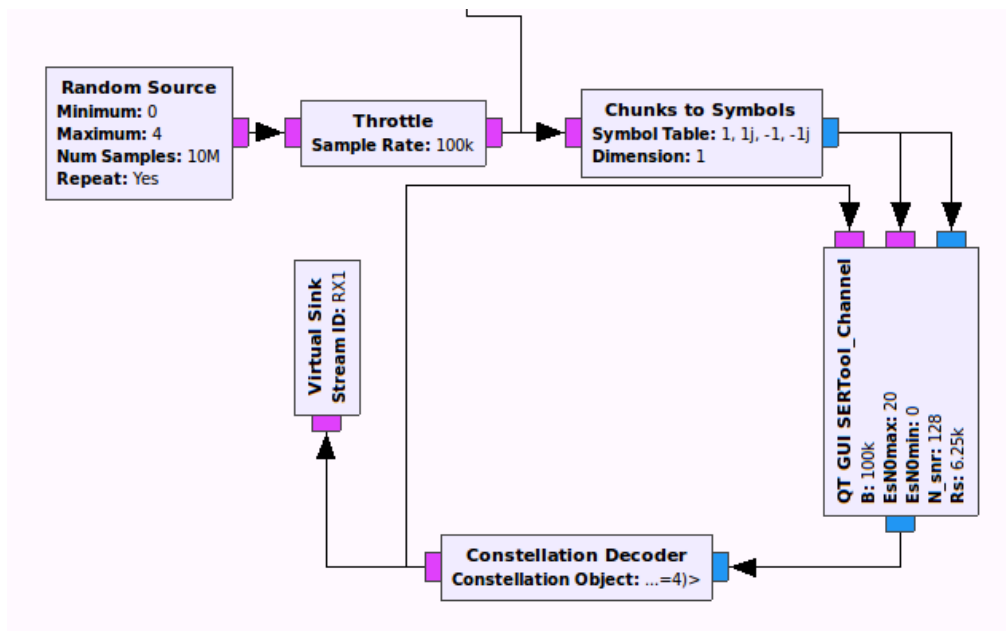 Random Source
Minimum: 0
Maximum: 4
Num Samples: 10M
Repeat: Yes
Throttle
Sample Rate: 100k
Chunks to Symbols
Symbol Table: 1, 1j, -1, -1j
Dimension: 1
Virtual Sink
Stream ID: RX1
QT GUI SERTool_Channel
B: 100k
EsN0max: 20
EsN0min: 0
N_snr: 128
Rs: 6.25k
Constellation Decoder
Constellation Object: ...=4)>